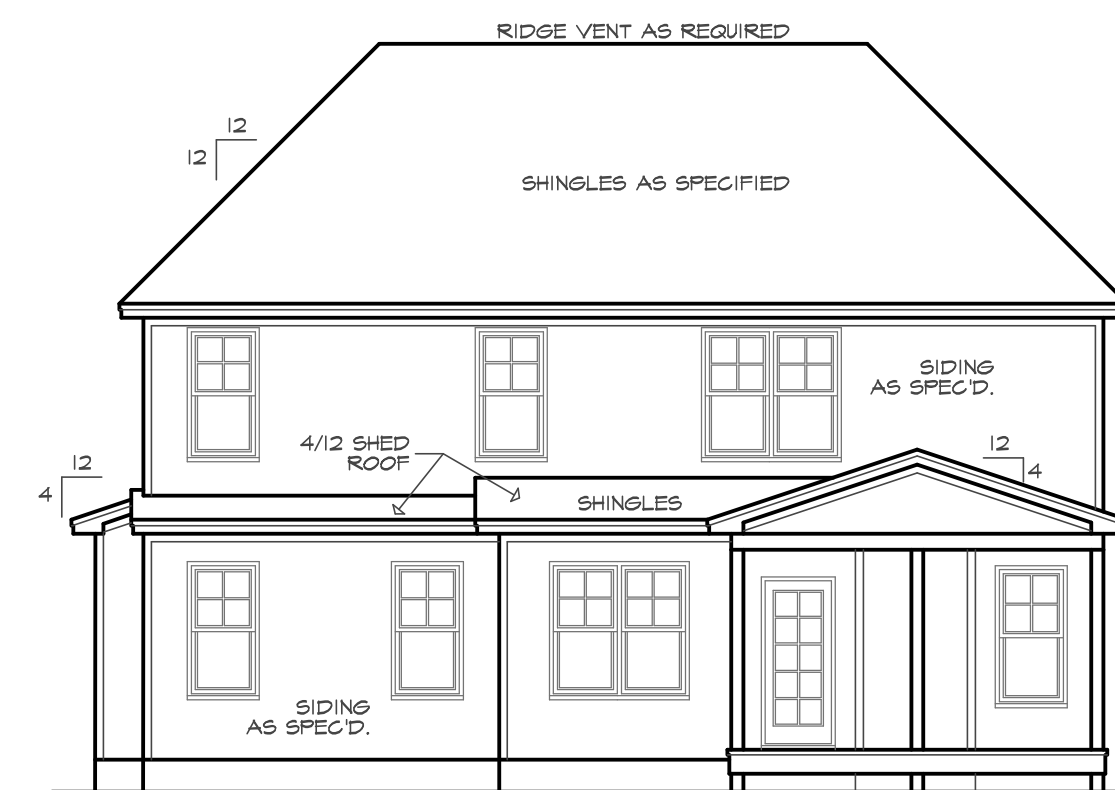 RIDGE VENT AS REQUIRED
12
12
SHINGLES AS SPECIFIED
SIDING
AS SPEC'D.
4/12 SHED
ROOF
12
4
12
4
SHINGLES
SIDING
AS SPEC'D.